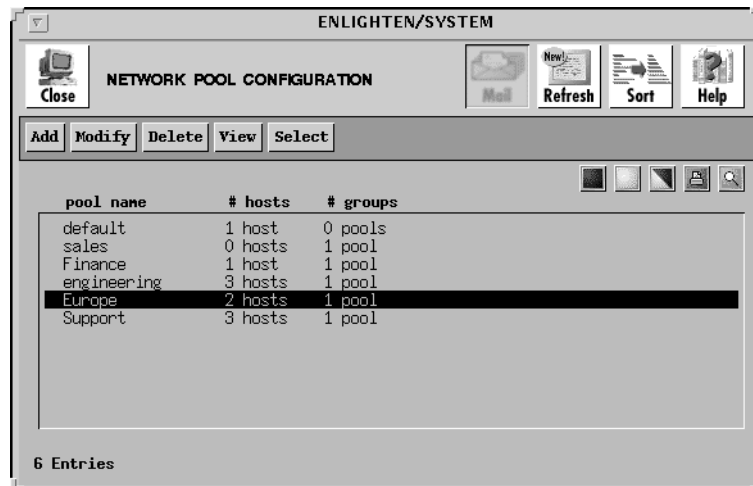 ENLIGHTEN/SYSTEM
Close
NETWORK POOL CONFIGURATION
Mail
New!
Refresh
Sort
Help
Add Modify Delete View Select
pool name # hosts # groups
default 1 host 0 pools
sales 0 hosts 1 pool
Finance 1 host 1 pool
engineering 3 hosts 1 pool
Europe 2 hosts 1 pool
Support 3 hosts 1 pool
6 Entries